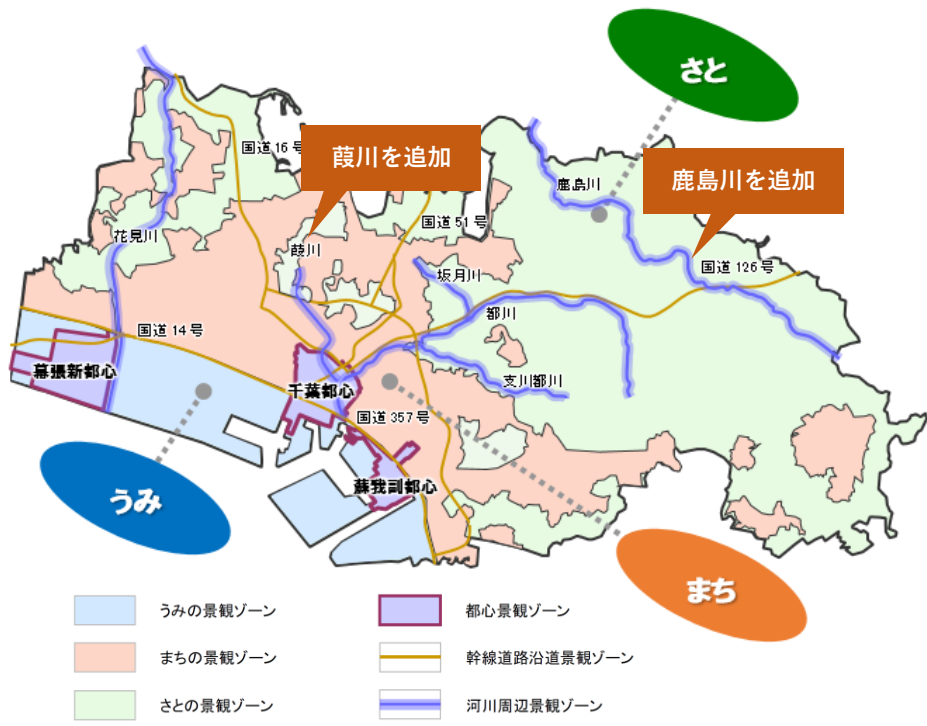 さと
国道16号
葭川を追加
鹿島川
鹿島川を追加
国道51号
花見川
葭川
坂月川
国道126号
都川
国道14号
幕張新都心
千葉都心
支川都川
国道357号
蘇我副都心
うみ
まち
うみの景観ゾーン
都心景観ゾーン
まちの景観ゾーン
幹線道路沿道景観ゾーン
さとの景観ゾーン
河川周辺景観ゾーン